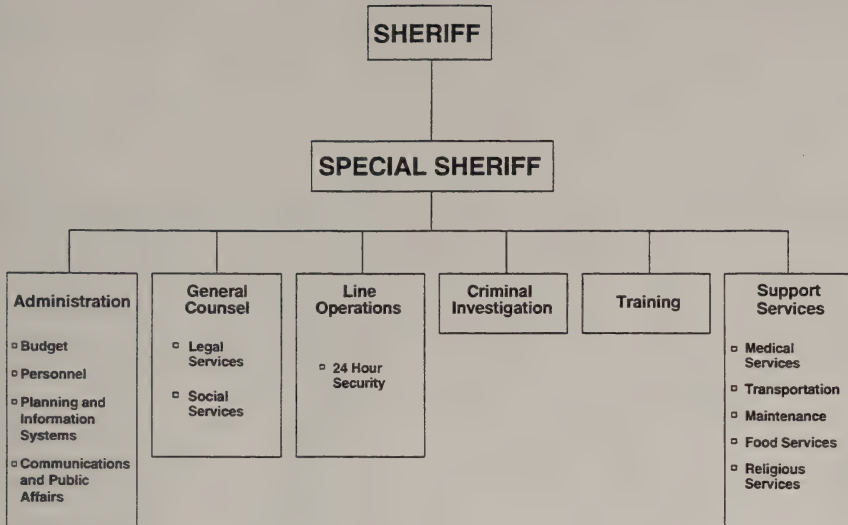 SHERIFF
SPECIAL SHERIFF
Administration
▫ Budget
▫ Personnel
▫ Planning and
Information
Systems
▫ Communications
and Public
Affairs
General
Counsel
▫ Legal
Services
▫ Social
Services
Line
Operations
▫ 24 Hour
Security
Criminal
Investigation
Training
Support
Services
▫ Medical
Services
▫ Transportation
▫ Maintenance
▫ Food Services
▫ Religious
Services